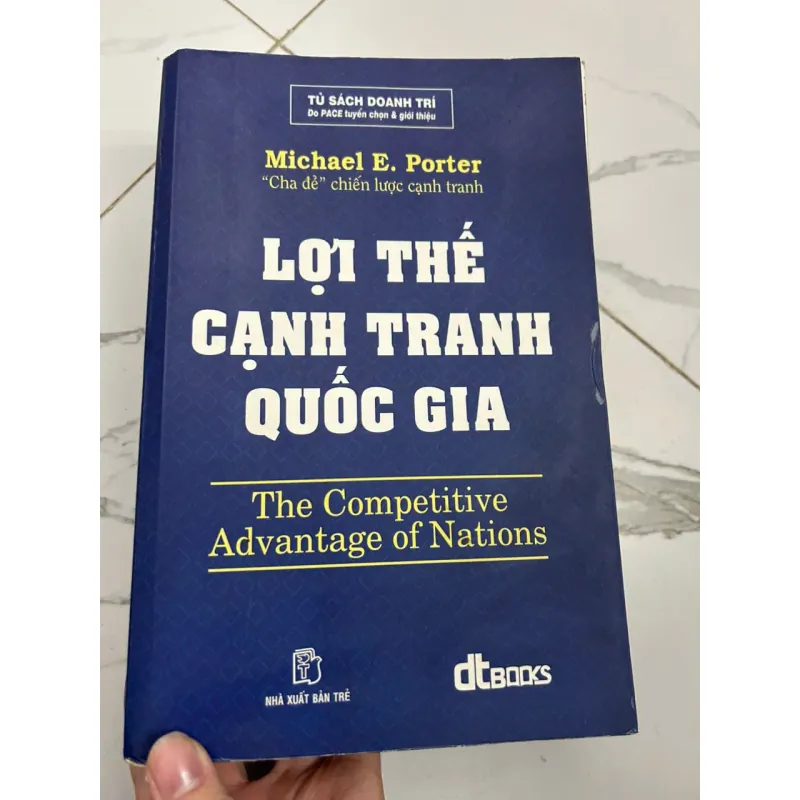 TỦ SÁCH DOANH TRÍ
Do PACE tuyển chọn & giới thiệu
Michael E. Porter
“Cha đẻ” chiến lược cạnh tranh
LỢI THẾ
CẠNH TRANH
QUỐC GIA
The Competitive
Advantage of Nations
NHÀ XUẤT BẢN TRẺ
dtBOOKS